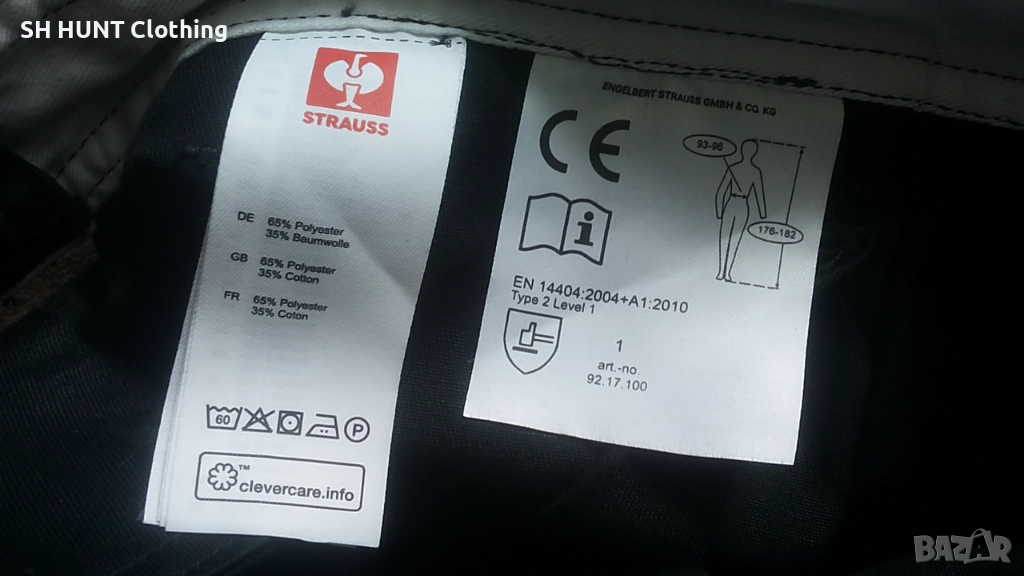 SH HUNT Clothing
STRAUSS
DE 65% Polyester
35% Baumwolle
GB 65% Polyester
35% Cotton
FR 65% Polyester
35% Coton
60
P
™
clevercare.info
ENGELBERT STRAUSS GMBH & CO. KG
CE
93-96
176-182
i
EN 14404:2004+A1:2010
Type 2 Level 1
1
art.-no.
92.17.100
BAZAR